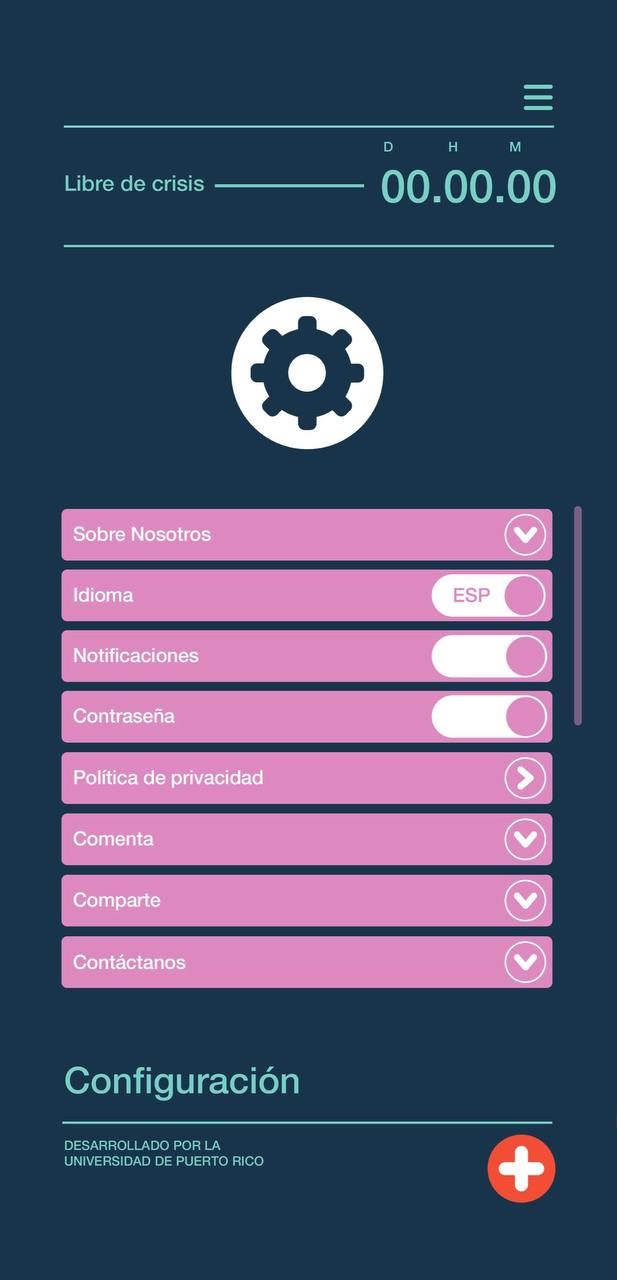 D H M
Libre de crisis 00.00.00
Sobre Nosotros
Idioma ESP
Notificaciones
Contraseña
Política de privacidad
Comenta
Comparte
Contáctanos
Configuración
DESARROLLADO POR LA
UNIVERSIDAD DE PUERTO RICO